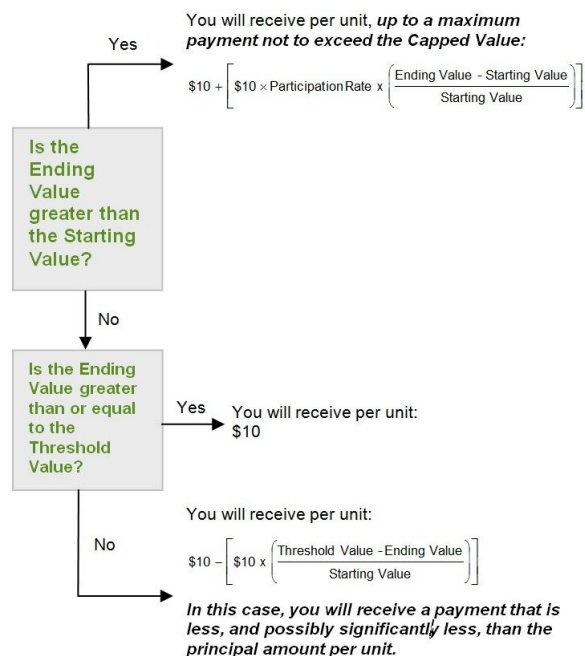 You will receive per unit, up to a maximum
payment not to exceed the Capped Value:
Yes
$10 + [ $10 × Participation Rate x ( Ending Value - Starting Value / Starting Value ) ]
Is the
Ending
Value
greater than
the Starting
Value?
No
Is the Ending
Value greater
than or equal
to the
Threshold
Value?
Yes
You will receive per unit:
$10
You will receive per unit:
No
$10 − [ $10 x ( Threshold Value - Ending Value / Starting Value ) ]
In this case, you will receive a payment that is
less, and possibly significantly less, than the
principal amount per unit.